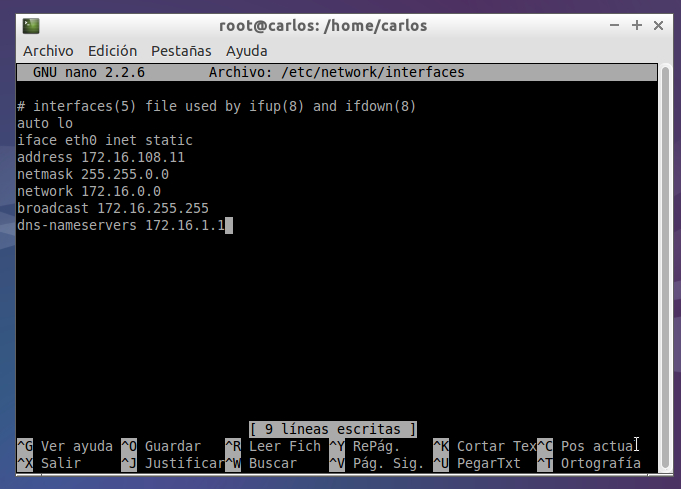 root@carlos: /home/carlos
Archivo Edición Pestañas Ayuda
GNU nano 2.2.6 Archivo: /etc/network/interfaces
# interfaces(5) file used by ifup(8) and ifdown(8)
auto lo
iface eth0 inet static
address 172.16.108.11
netmask 255.255.0.0
network 172.16.0.0
broadcast 172.16.255.255
dns-nameservers 172.16.1.1
[ 9 líneas escritas ]
^G Ver ayuda ^O Guardar ^R Leer Fich ^Y RePág. ^K Cortar Tex ^C Pos actual
^X Salir ^J Justificar ^W Buscar ^V Pág. Sig. ^U PegarTxt ^T Ortografía